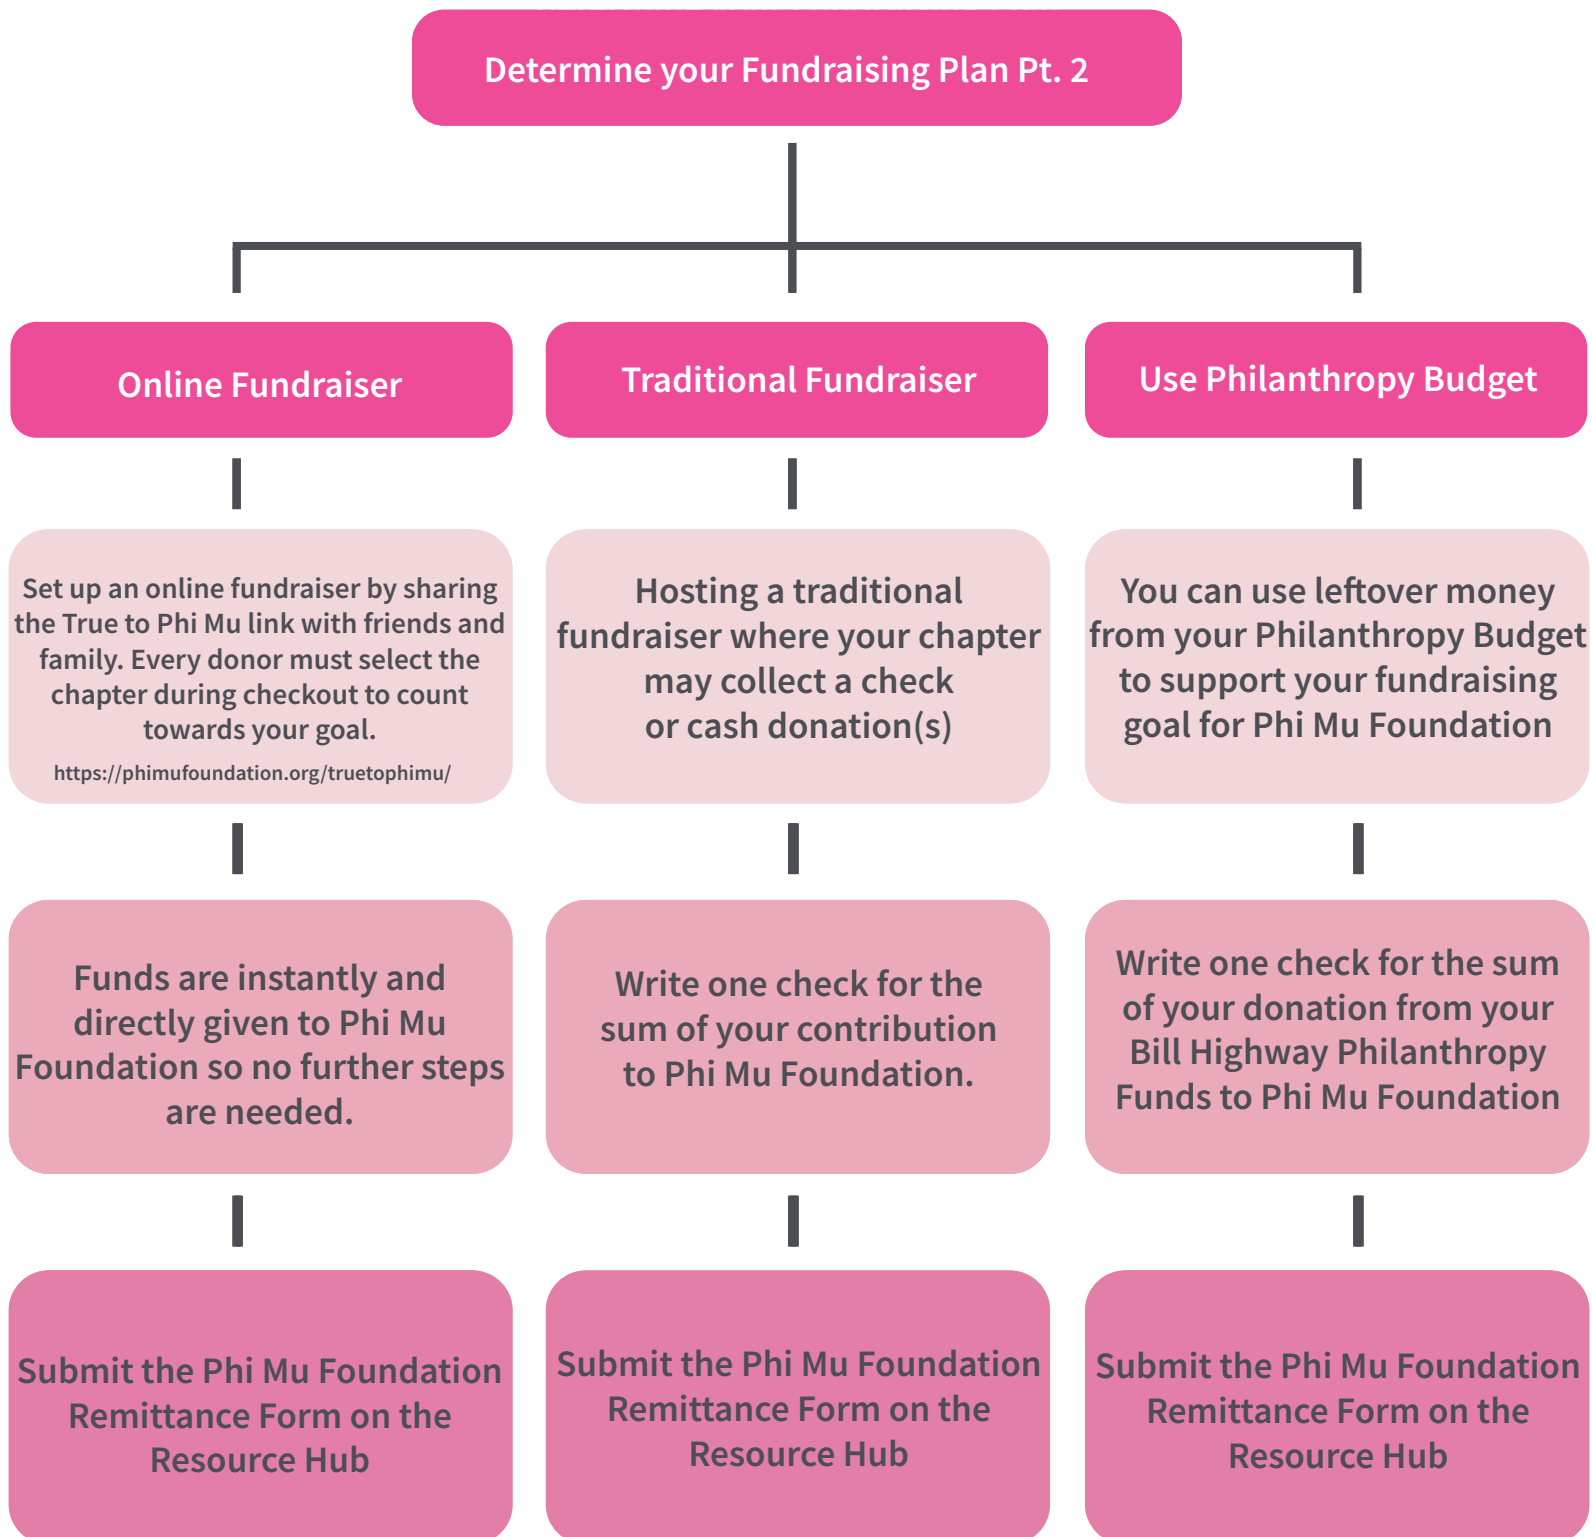 Determine your Fundraising Plan Pt. 2
Online Fundraiser
Set up an online fundraiser by sharing
the True to Phi Mu link with friends and
family. Every donor must select the
chapter during checkout to count
towards your goal.
https://phimufoundation.org/truetophimu/
Funds are instantly and
directly given to Phi Mu
Foundation so no further steps
are needed.
Submit the Phi Mu Foundation
Remittance Form on the
Resource Hub
Traditional Fundraiser
Hosting a traditional
fundraiser where your chapter
may collect a check
or cash donation(s)
Write one check for the
sum of your contribution
to Phi Mu Foundation.
Submit the Phi Mu Foundation
Remittance Form on the
Resource Hub
Use Philanthropy Budget
You can use leftover money
from your Philanthropy Budget
to support your fundraising
goal for Phi Mu Foundation
Write one check for the sum
of your donation from your
Bill Highway Philanthropy
Funds to Phi Mu Foundation
Submit the Phi Mu Foundation
Remittance Form on the
Resource Hub